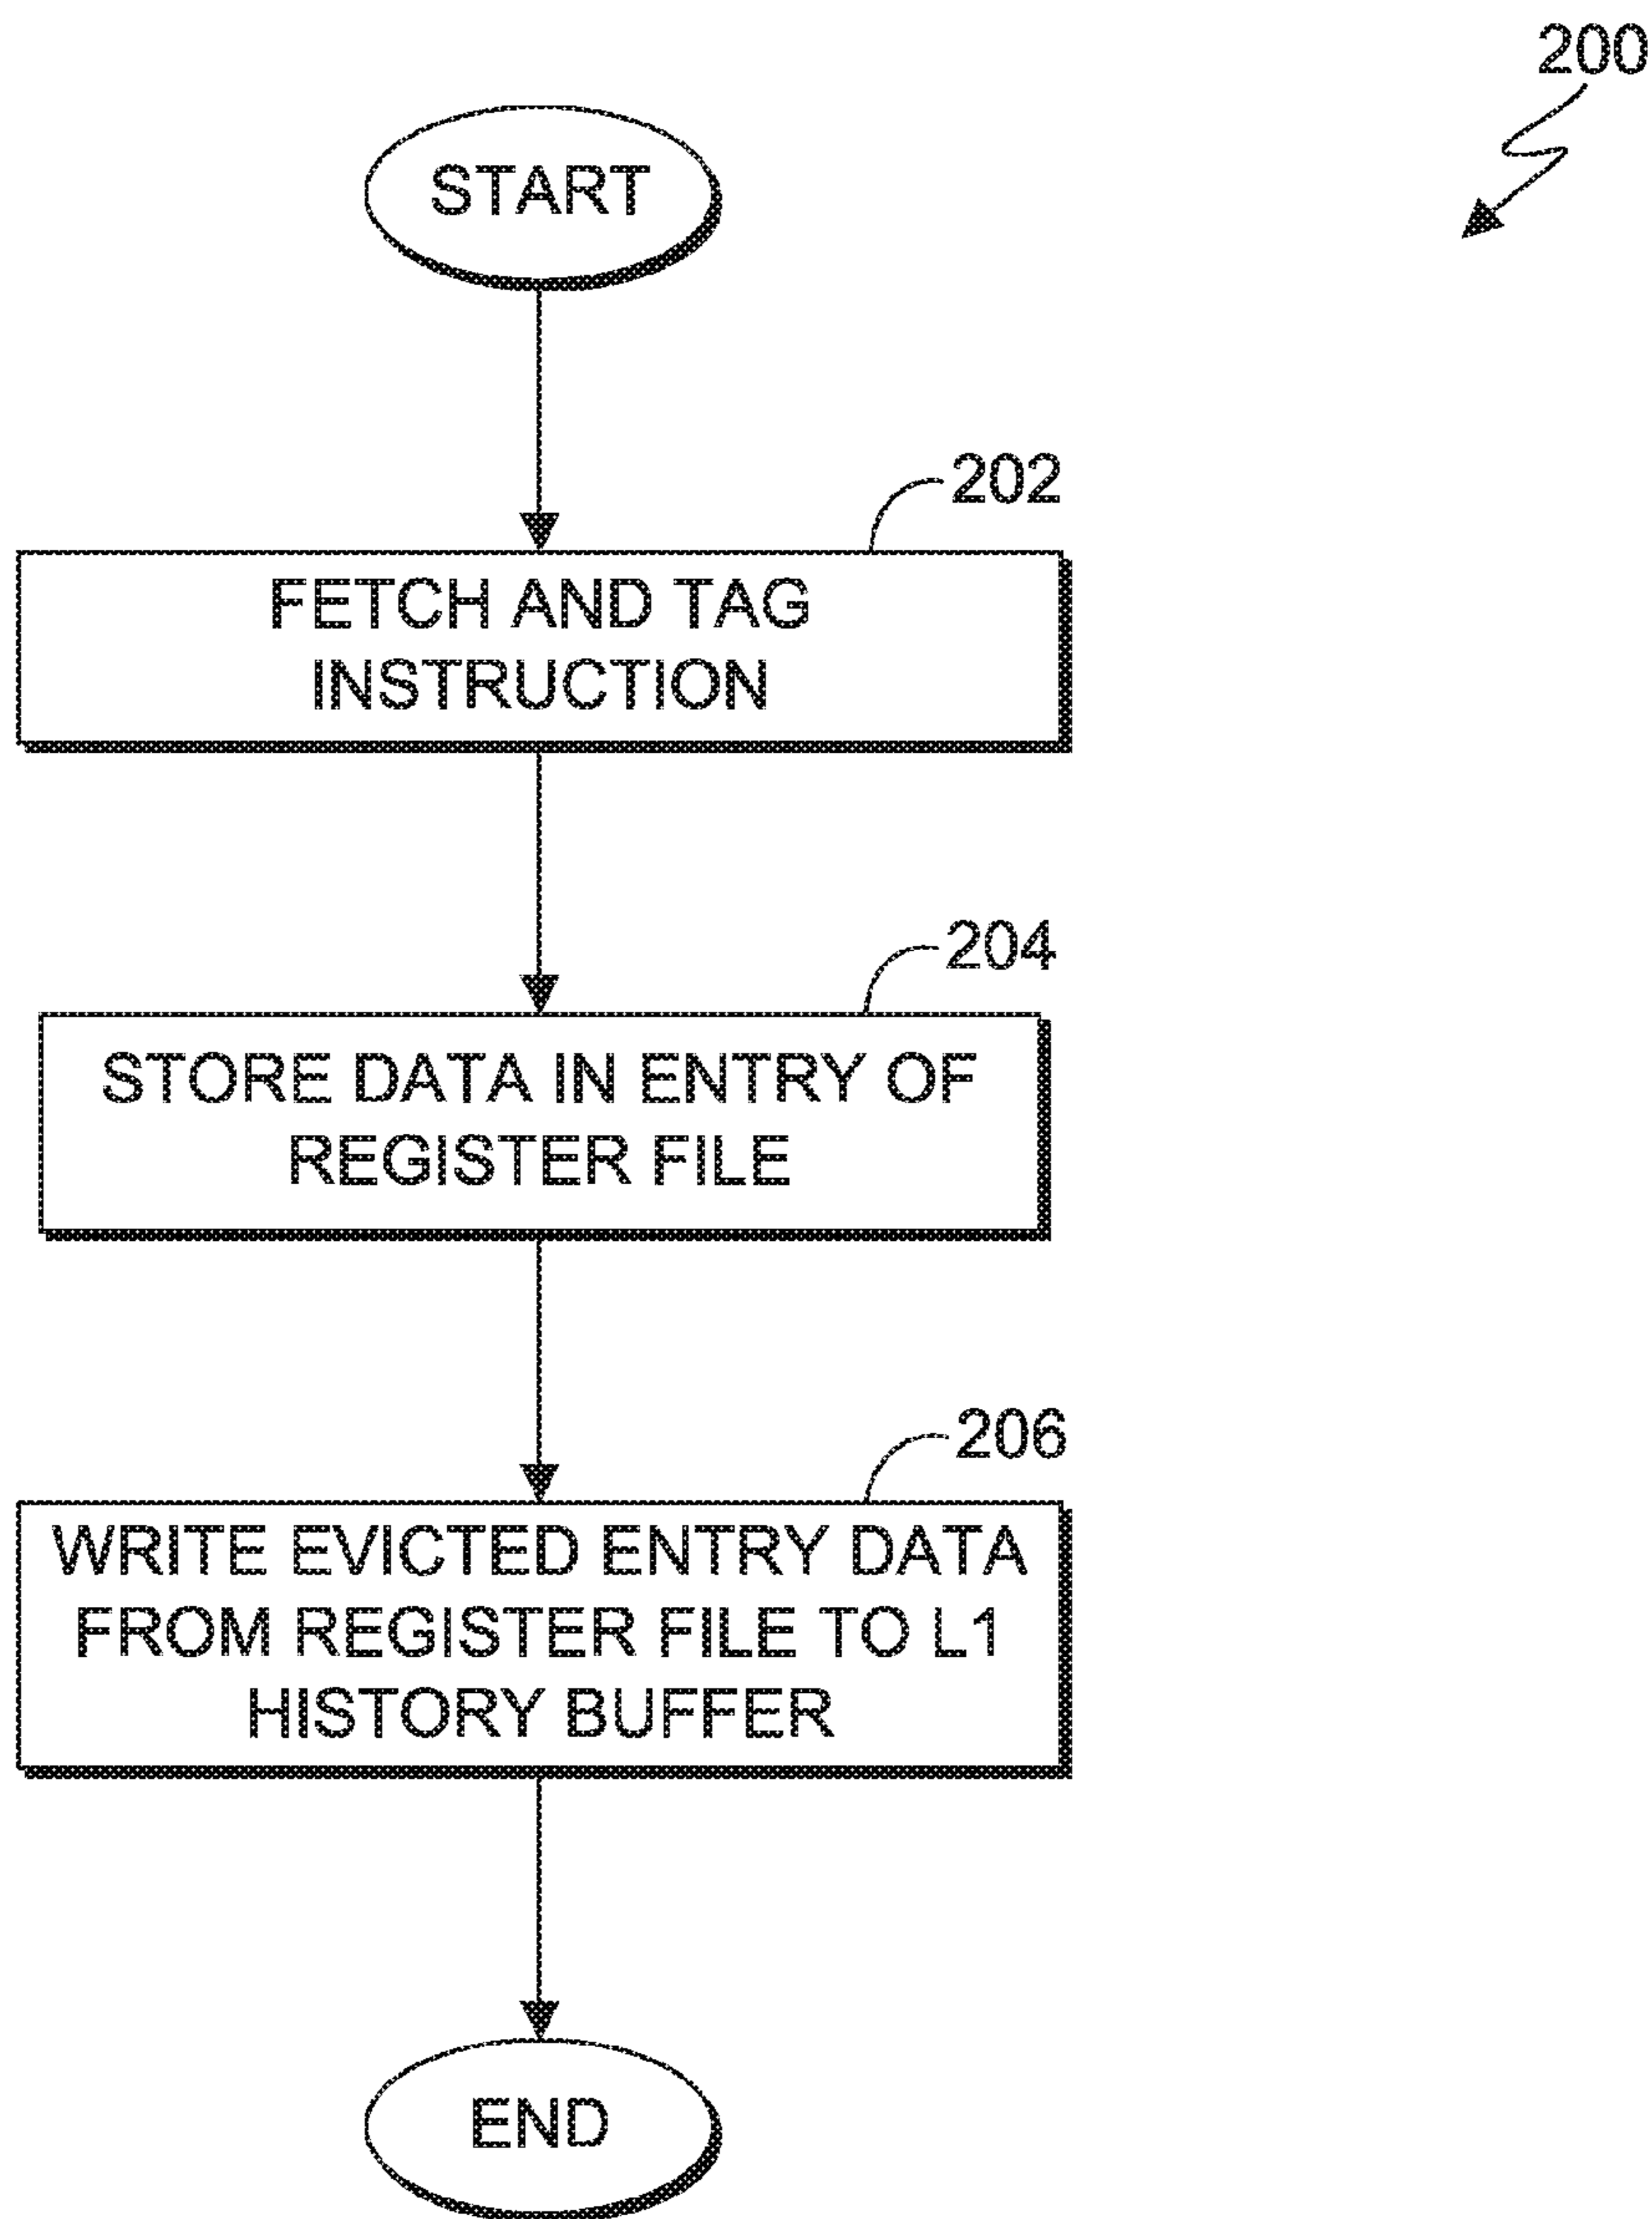 200
START
202
FETCH AND TAG
INSTRUCTION
204
STORE DATA IN ENTRY OF
REGISTER FILE
206
WRITE EVICTED ENTRY DATA
FROM REGISTER FILE TO L1
HISTORY BUFFER
END